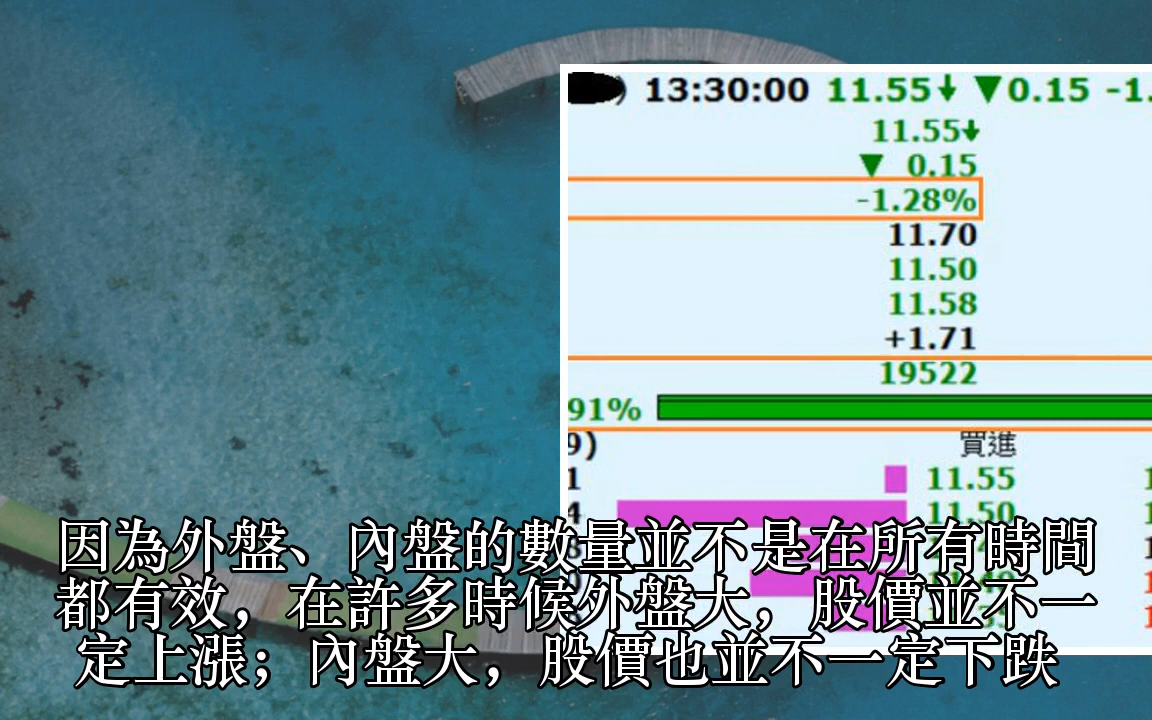 ) 13:30:00 11.55↓ ▼0.15 -1.
11.55↓
▼ 0.15
-1.28%
11.70
11.50
11.58
+1.71
19522
91%
9) 買進
1 11.55
4 11.50
因為外盤、內盤的數量並不是在所有時間
都有效，在許多時候外盤大，股價並不一
定上漲；內盤大，股價也並不一定下跌